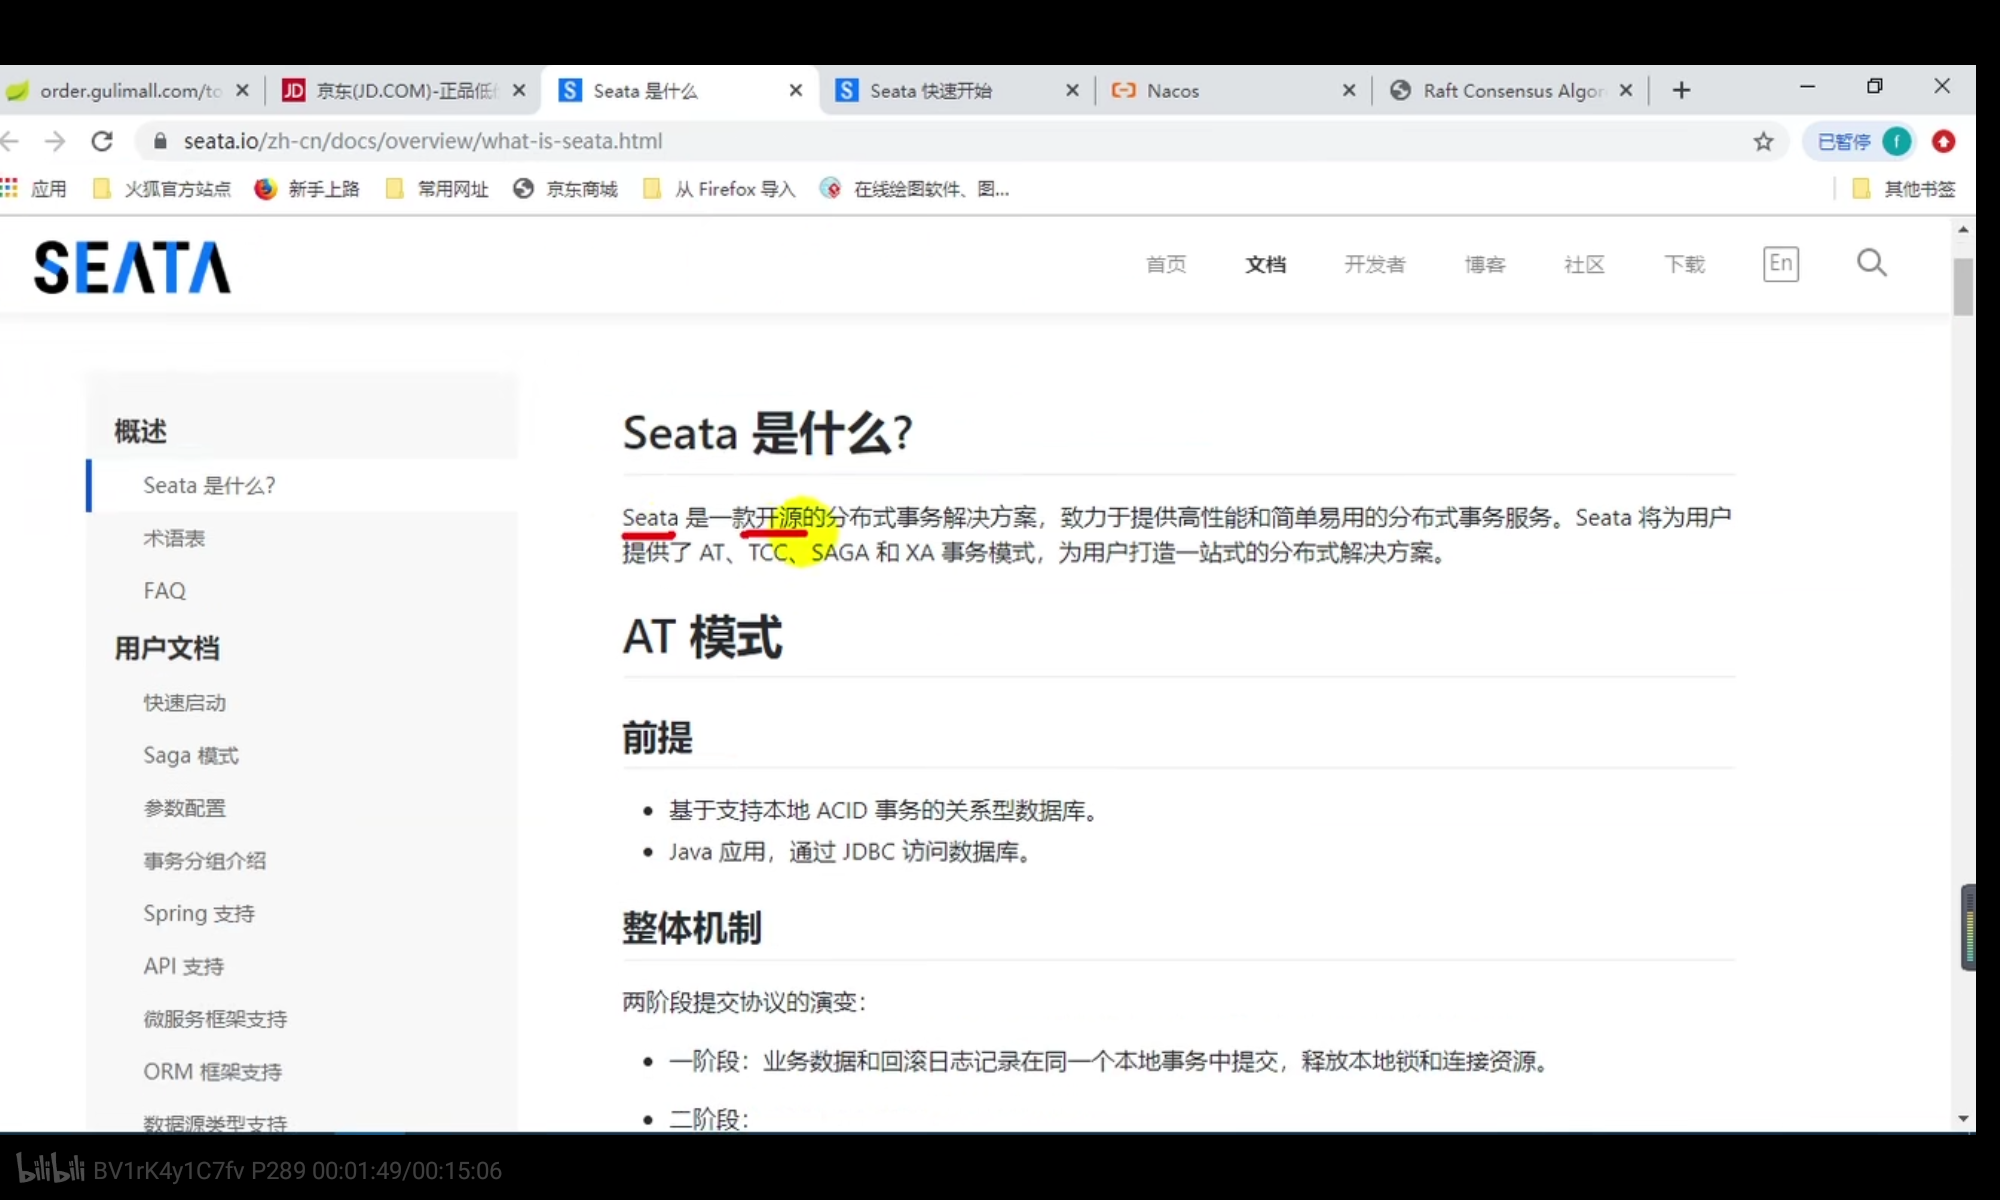 order.gulimall.com/to
京东(JD.COM)-正品低
Seata 是什么
Seata 快速开始
Nacos
Raft Consensus Algor
seata.io/zh-cn/docs/overview/what-is-seata.html
已暂停
f
应用
火狐官方站点
新手上路
常用网址
京东商城
从 Firefox 导入
在线绘图软件、图...
其他书签
SEATA
首页
文档
开发者
博客
社区
下载
En
概述
Seata 是什么?
术语表
FAQ
用户文档
快速启动
Saga 模式
参数配置
事务分组介绍
Spring 支持
API 支持
微服务框架支持
ORM 框架支持
数据源类型支持
Seata 是什么?
Seata 是一款开源的分布式事务解决方案，致力于提供高性能和简单易用的分布式事务服务。Seata 将为用户
提供了 AT、TCC、SAGA 和 XA 事务模式，为用户打造一站式的分布式解决方案。
AT 模式
前提
• 基于支持本地 ACID 事务的关系型数据库。
• Java 应用，通过 JDBC 访问数据库。
整体机制
两阶段提交协议的演变：
• 一阶段：业务数据和回滚日志记录在同一个本地事务中提交，释放本地锁和连接资源。
• 二阶段：
bilibili BV1rK4y1C7fv P289 00:01:49/00:15:06